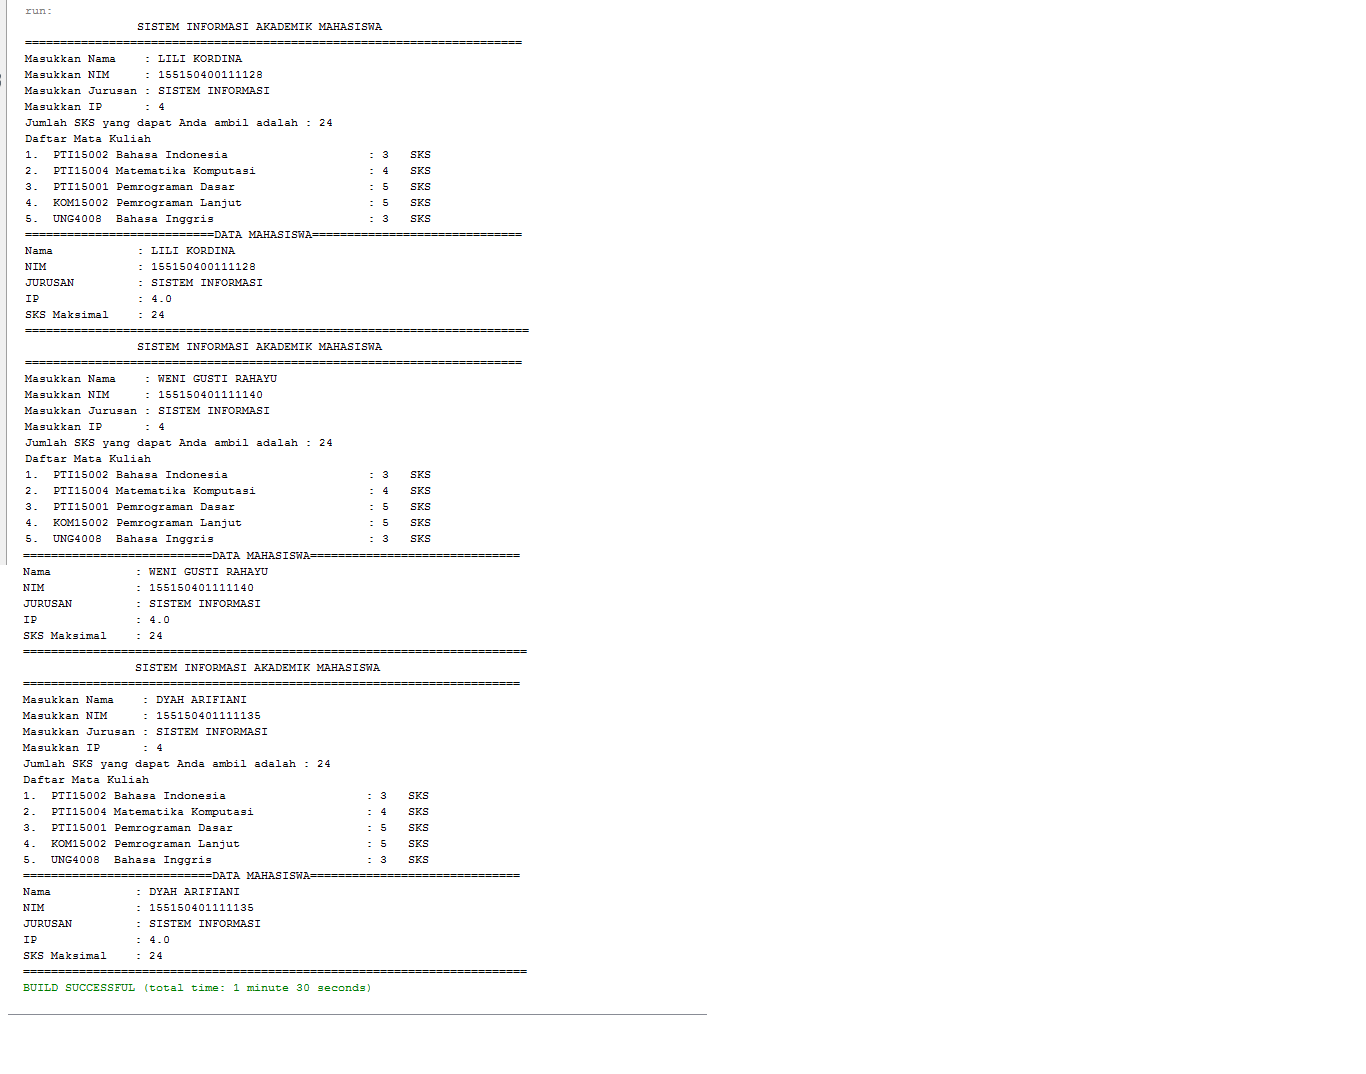 run:
SISTEM INFORMASI AKADEMIK MAHASISWA
=======================================================================
Masukkan Nama    : LILI KORDINA
Masukkan NIM     : 155150400111128
Masukkan Jurusan : SISTEM INFORMASI
Masukkan IP      : 4
Jumlah SKS yang dapat Anda ambil adalah : 24
Daftar Mata Kuliah
1.  PTI15002 Bahasa Indonesia                    : 3   SKS
2.  PTI15004 Matematika Komputasi                : 4   SKS
3.  PTI15001 Pemrograman Dasar                   : 5   SKS
4.  KOM15002 Pemrograman Lanjut                  : 5   SKS
5.  UNG4008  Bahasa Inggris                      : 3   SKS
===========================DATA MAHASISWA==============================
Nama            : LILI KORDINA
NIM             : 155150400111128
JURUSAN         : SISTEM INFORMASI
IP              : 4.0
SKS Maksimal    : 24
========================================================================
SISTEM INFORMASI AKADEMIK MAHASISWA
=======================================================================
Masukkan Nama    : WENI GUSTI RAHAYU
Masukkan NIM     : 155150401111140
Masukkan Jurusan : SISTEM INFORMASI
Masukkan IP      : 4
Jumlah SKS yang dapat Anda ambil adalah : 24
Daftar Mata Kuliah
1.  PTI15002 Bahasa Indonesia                    : 3   SKS
2.  PTI15004 Matematika Komputasi                : 4   SKS
3.  PTI15001 Pemrograman Dasar                   : 5   SKS
4.  KOM15002 Pemrograman Lanjut                  : 5   SKS
5.  UNG4008  Bahasa Inggris                      : 3   SKS
===========================DATA MAHASISWA==============================
Nama            : WENI GUSTI RAHAYU
NIM             : 155150401111140
JURUSAN         : SISTEM INFORMASI
IP              : 4.0
SKS Maksimal    : 24
========================================================================
SISTEM INFORMASI AKADEMIK MAHASISWA
=======================================================================
Masukkan Nama    : DYAH ARIFIANI
Masukkan NIM     : 155150401111135
Masukkan Jurusan : SISTEM INFORMASI
Masukkan IP      : 4
Jumlah SKS yang dapat Anda ambil adalah : 24
Daftar Mata Kuliah
1.  PTI15002 Bahasa Indonesia                    : 3   SKS
2.  PTI15004 Matematika Komputasi                : 4   SKS
3.  PTI15001 Pemrograman Dasar                   : 5   SKS
4.  KOM15002 Pemrograman Lanjut                  : 5   SKS
5.  UNG4008  Bahasa Inggris                      : 3   SKS
===========================DATA MAHASISWA==============================
Nama            : DYAH ARIFIANI
NIM             : 155150401111135
JURUSAN         : SISTEM INFORMASI
IP              : 4.0
SKS Maksimal    : 24
========================================================================
BUILD SUCCESSFUL (total time: 1 minute 30 seconds)